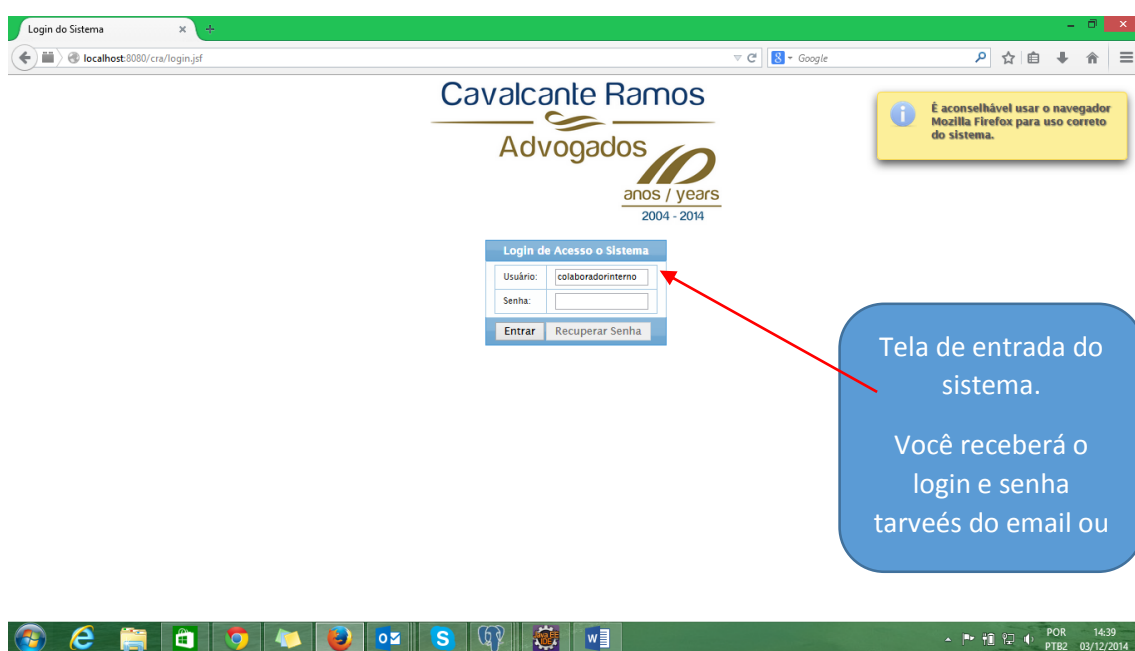 Login do Sistema
localhost:8080/cra/login.jsf
Google
Cavalcante Ramos
Advogados
10
anos / years
2004 - 2014
É aconselhável usar o navegador
Mozilla Firefox para uso correto
do sistema.
Login de Acesso o Sistema
Usuário: colaboradorinterno
Senha:
Entrar Recuperar Senha
Tela de entrada do
sistema.
Você receberá o
login e senha
tarveés do email ou
POR 14:39
PTB2 03/12/2014